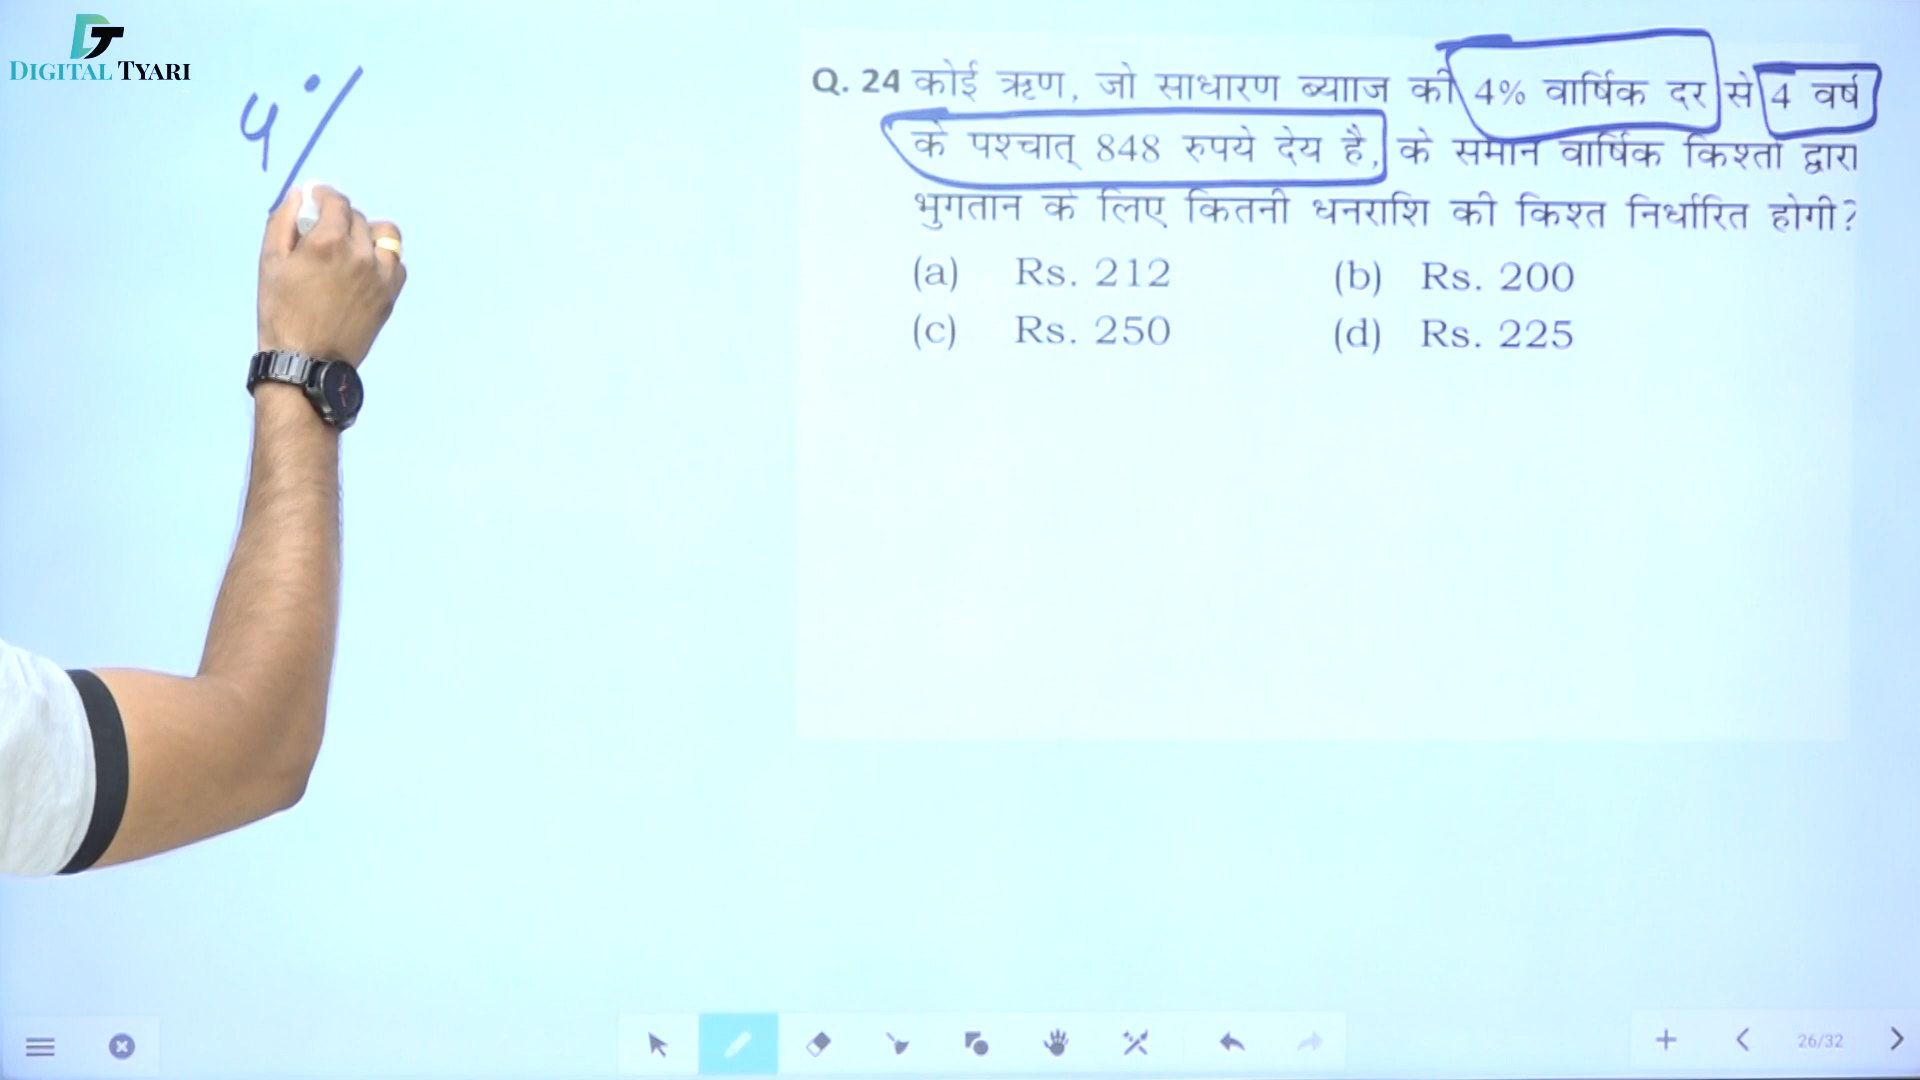 DIGITAL TYARI
4%
Q. 24 कोई ऋण, जो साधारण ब्यााज की 4% वार्षिक दर से 4 वर्ष
के पश्चात् 848 रुपये देय है, के समान वार्षिक किश्तों द्वारा
भुगतान के लिए कितनी धनराशि की किश्त निर्धारित होगी?
(a) Rs. 212 (b) Rs. 200
(c) Rs. 250 (d) Rs. 225
26/32